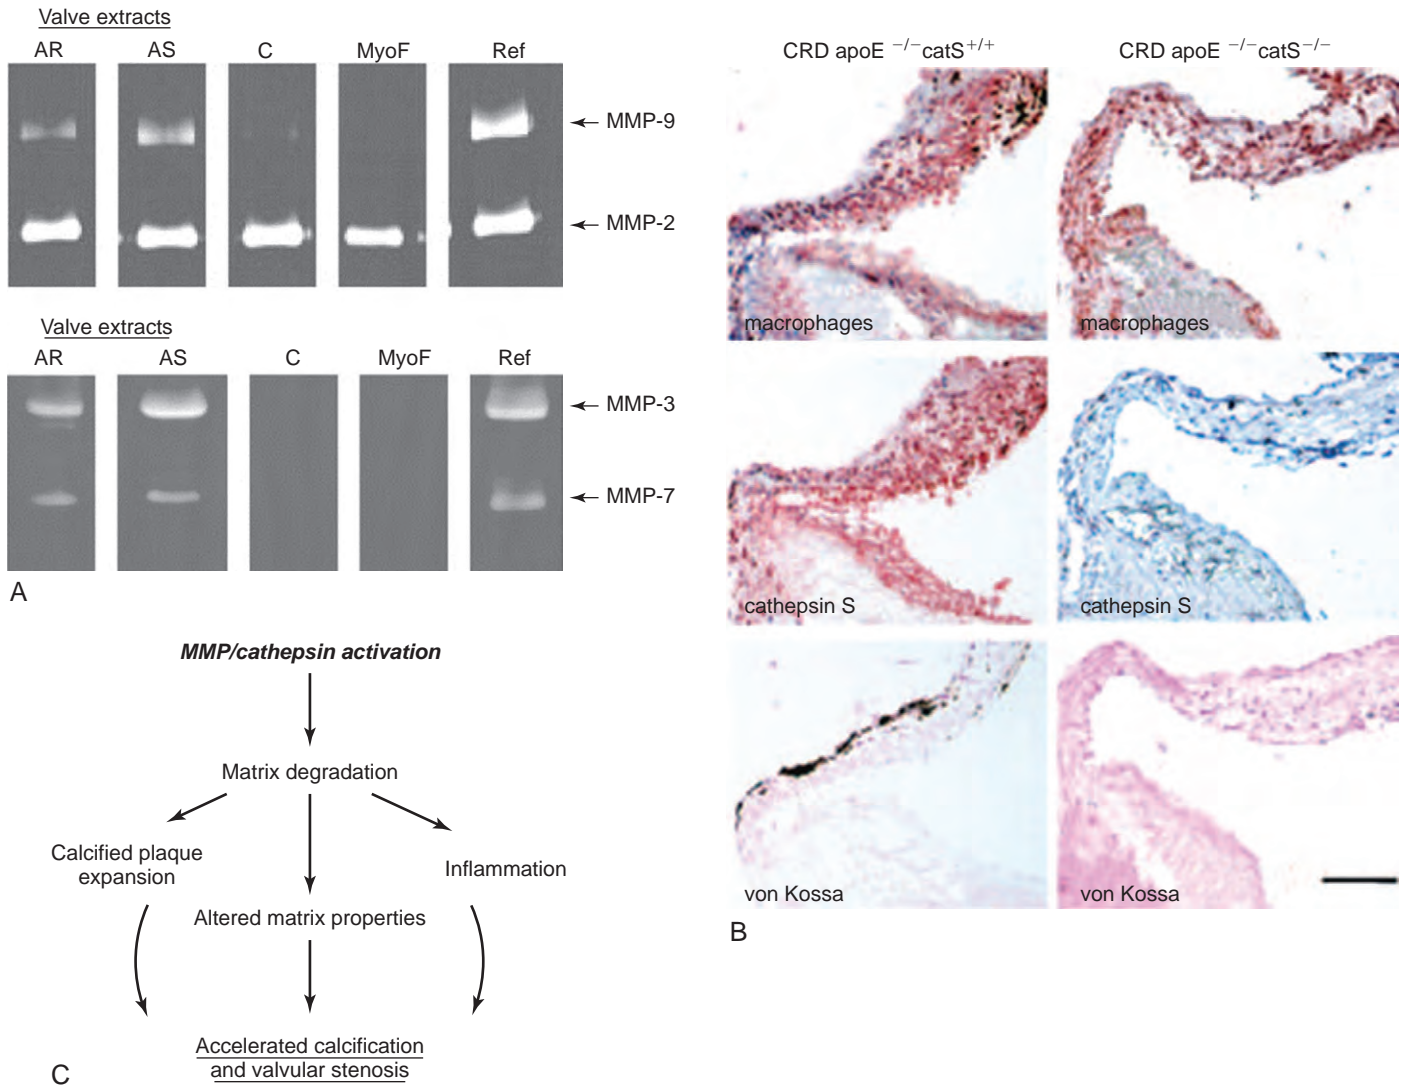 Valve extracts
AR AS C MyoF Ref
← MMP-9
← MMP-2
Valve extracts
AR AS C MyoF Ref
← MMP-3
← MMP-7
A
CRD apoE −/−catS+/+ CRD apoE −/−catS−/−
macrophages macrophages
cathepsin S cathepsin S
von Kossa von Kossa
B
MMP/cathepsin activation
Matrix degradation
Calcified plaque
expansion
Inflammation
Altered matrix properties
Accelerated calcification
and valvular stenosis
C